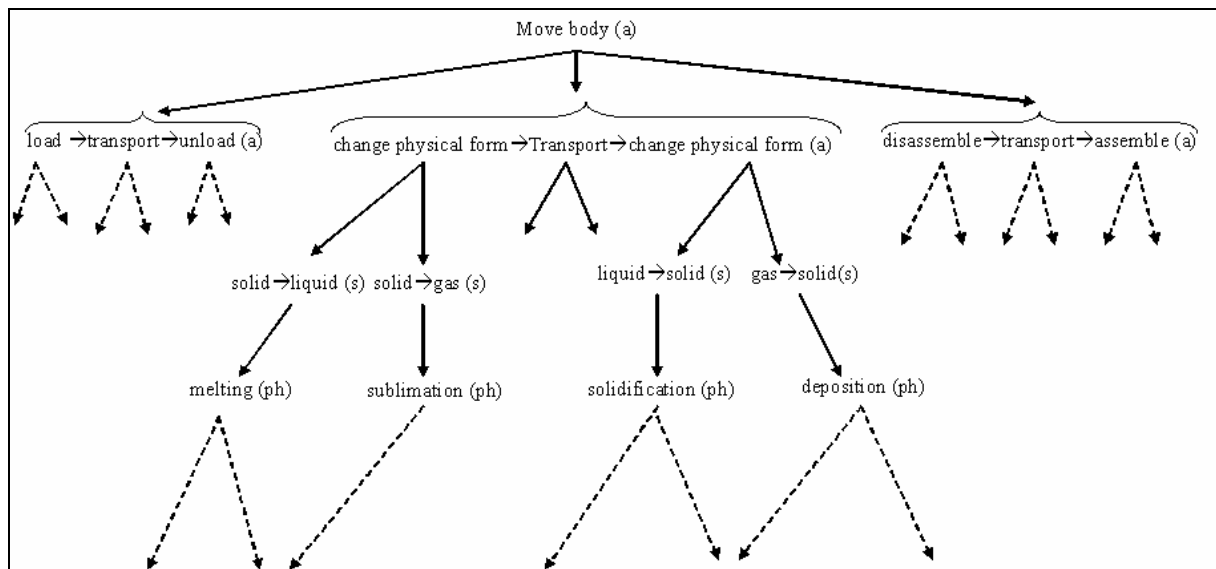 Move body (a)
load →transport→unload (a)
change physical form →Transport→ change physical form (a)
disassemble→ transport→ assemble (a)
solid →liquid (s)
solid →gas (s)
liquid →solid (s)
gas →solid(s)
melting (ph)
sublimation (ph)
solidification (ph)
deposition (ph)